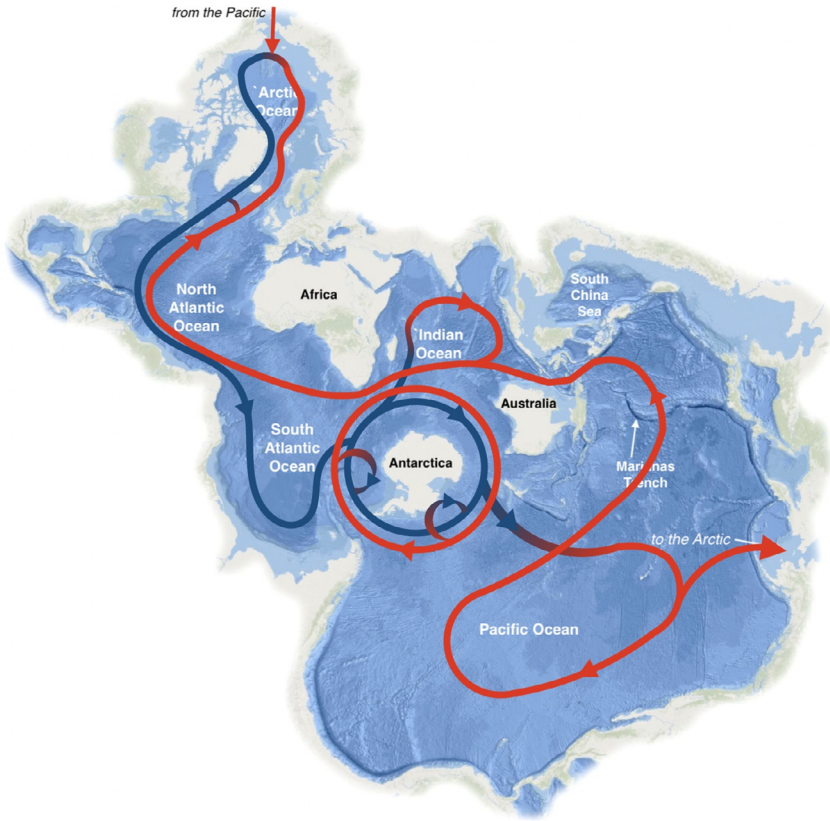 from the Pacific
`Arctic
Ocean
North
Atlantic
Ocean
Africa
South
China
Sea
`Indian
Ocean
Australia
South
Atlantic
Ocean
Antarctica
Marianas
Trench
to the Arctic
Pacific Ocean